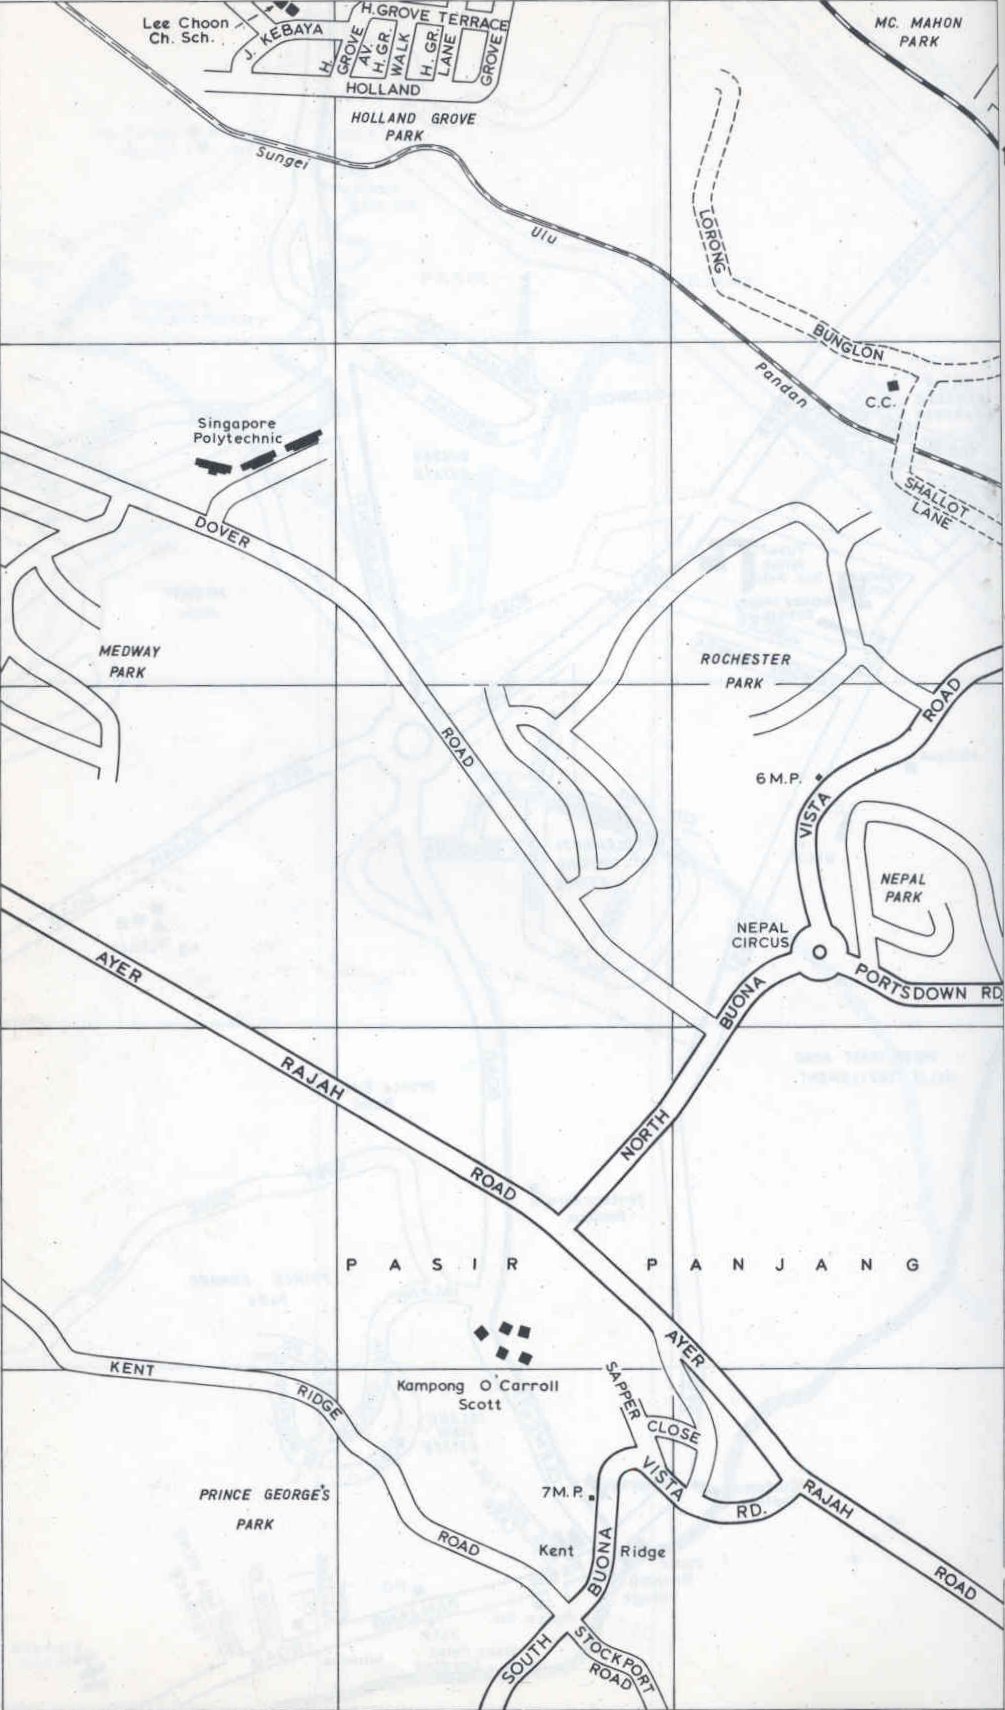 Lee Choon
Ch. Sch.
J. KEBAYA
H. GROVE TERRACE
H. GROVE AV.
H. GR. WALK
H. GR. LANE
GROVE
HOLLAND
HOLLAND GROVE
PARK
MC. MAHON
PARK
Sungei
Ulu
Pandan
LORONG
BUNGLON
C.C.
SHALLOT
LANE
Singapore
Polytechnic
DOVER
ROAD
MEDWAY
PARK
ROCHESTER
PARK
ROAD
6 M.P.
VISTA
NEPAL
PARK
NEPAL
CIRCUS
PORTSDOWN RD
BUONA
NORTH
AYER
RAJAH
ROAD
PASIR PANJANG
AYER
RAJAH
ROAD
Kampong O'Carroll
Scott
SAPPER
CLOSE
KENT
RIDGE
ROAD
PRINCE GEORGE'S
PARK
7 M.P.
VISTA
RD.
Kent Ridge
BUONA
SOUTH
STOCKPORT
ROAD